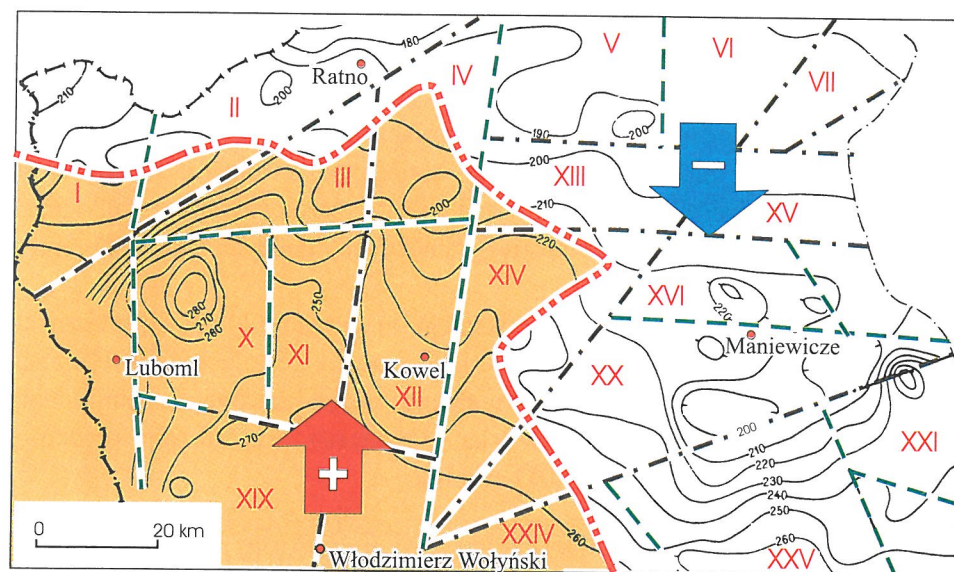 180
V
VI
IV
Ratno
VII
210
II
200
200
190
200
I
III
XIII
XV
200
210
220
XIV
XVI
250
280
270
260
220
X
XI
Maniewicze
Luboml
Kowel
XX
XII
270
200
XXI
210
220
230
240
XIX
250
0 20 km
XXIV
260
260
XXV
Włodzimierz Wołyński